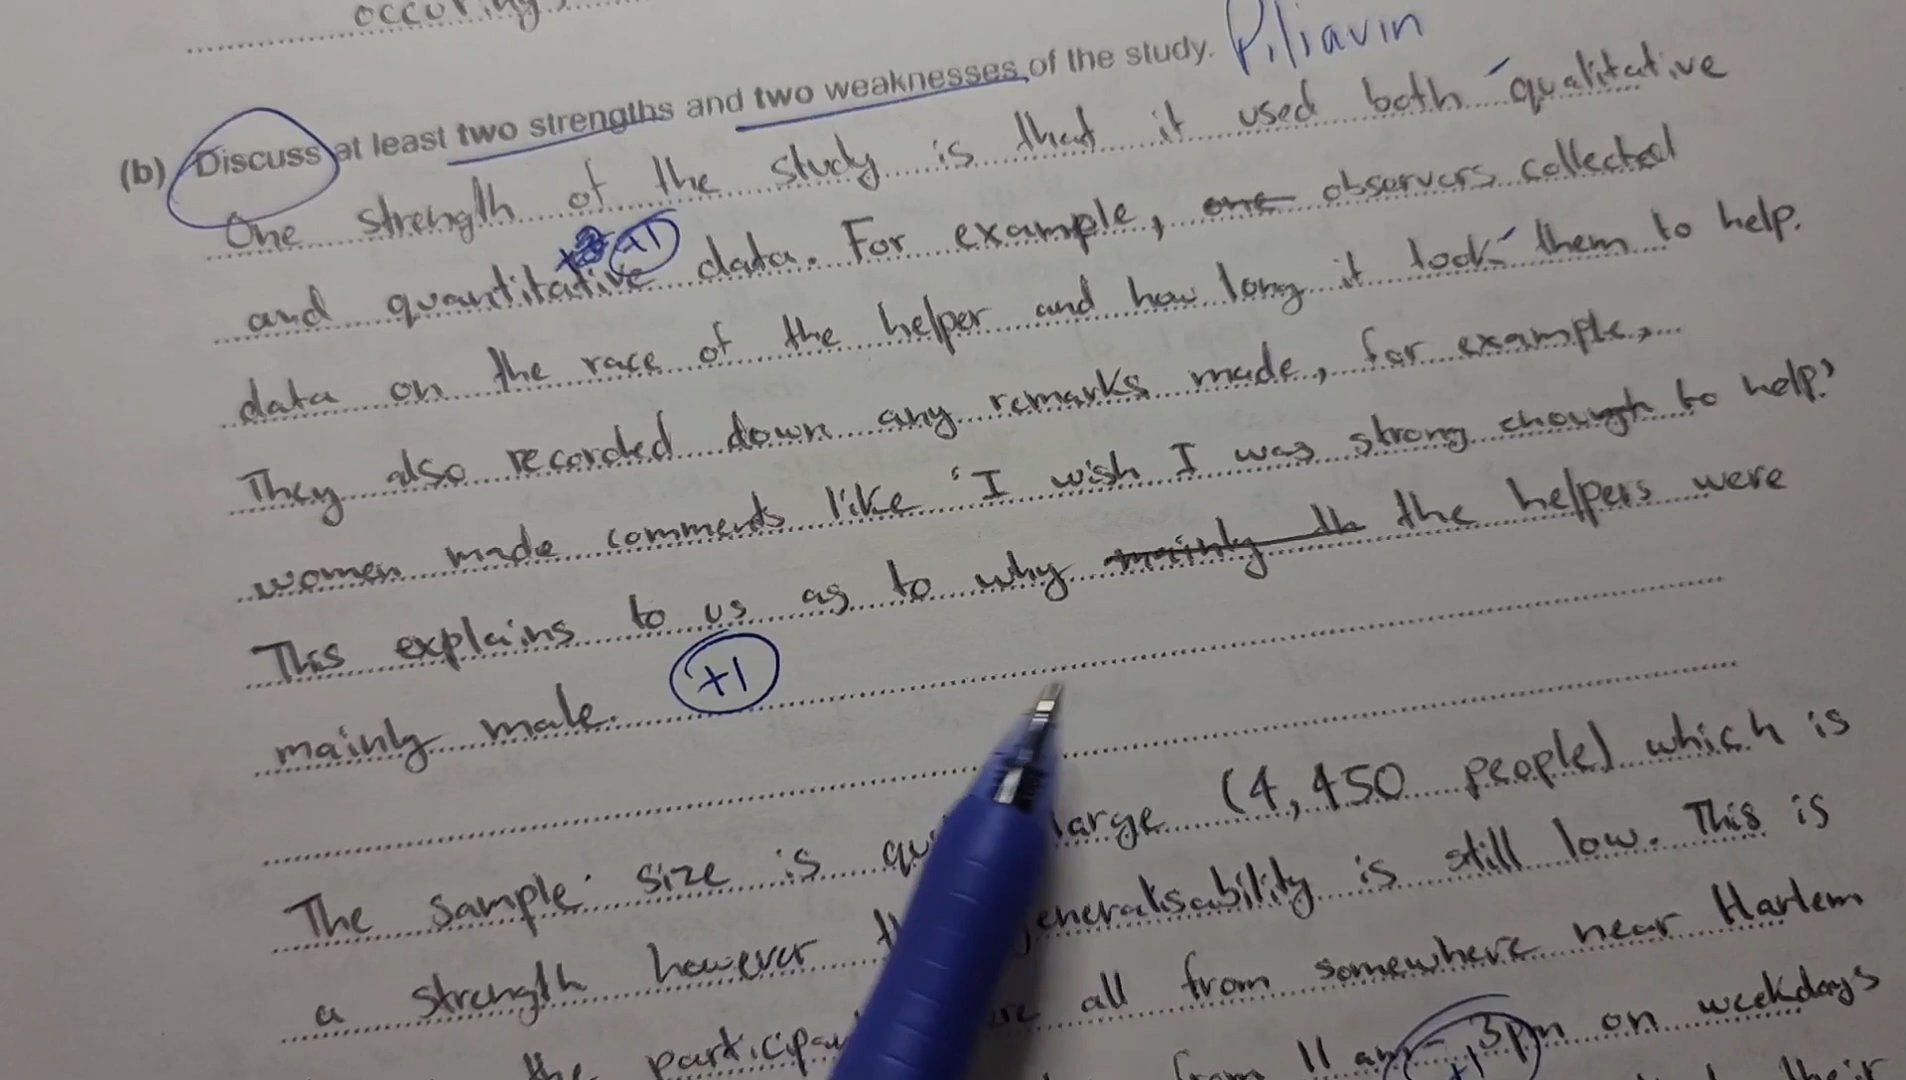 occuring
(b) Discuss at least two strengths and two weaknesses of the study. Piliavin
One strength of the study is that it used both qualitative
+1
and quantitative data. For example, one observers collected
data on the race of the helper and how long it took them to help.
They also recorded down any remarks made, for example,
women made comments like 'I wish I was strong enough to help'
This explains to us as to why mainly th the helpers were
mainly male. +1
The sample size is large (4,450 people) which is
a strength however generalisability is still low. This is
the all from somewhere near Harlem
from 11 am - 3pm on weekdays
+1 their